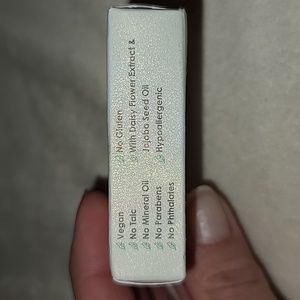 Vegan
No Talc
No Mineral Oil
No Parabens
No Phthalates
No Gluten
With Daisy Flower Extract &
Jojoba Seed Oil
Hypoallergenic